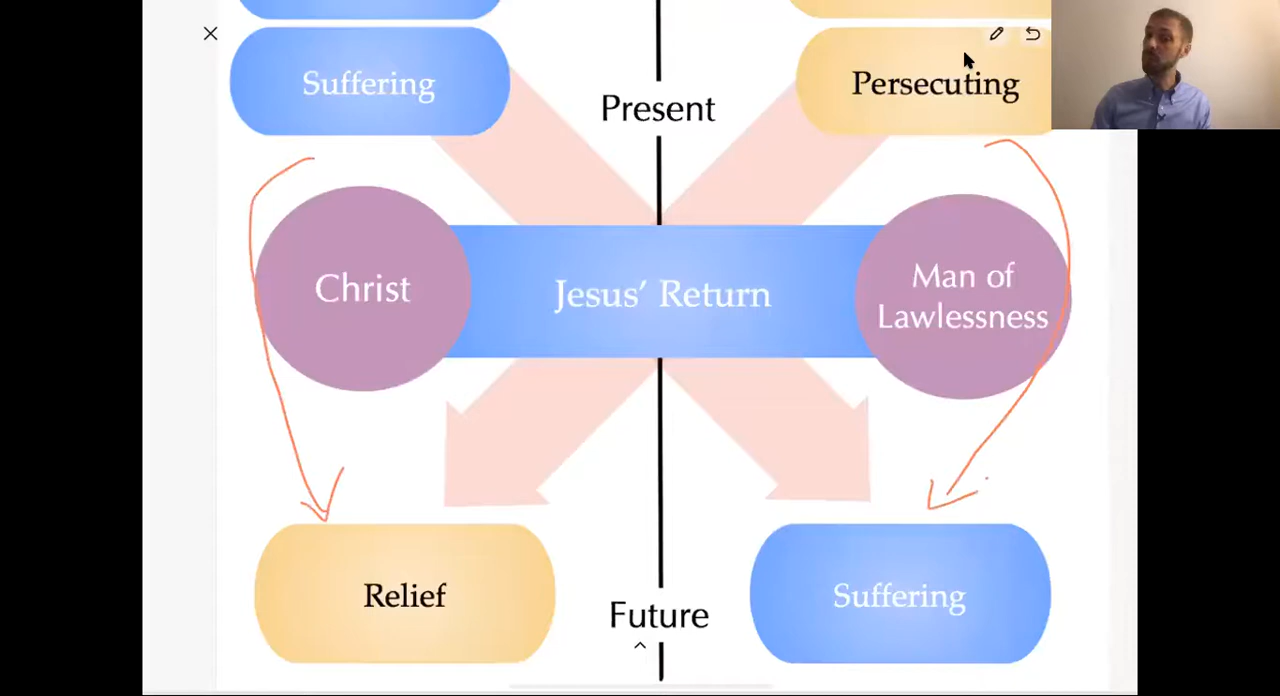 Suffering
Present
Persecuting
Christ
Jesus’ Return
Man of
Lawlessness
Relief
Future
Suffering